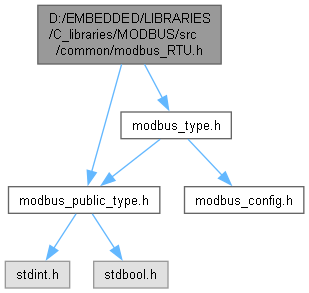 D:/EMBEDDED/LIBRARIES
/C_libraries/MODBUS/src
/common/modbus_RTU.h
modbus_type.h
modbus_public_type.h
modbus_config.h
stdint.h
stdbool.h